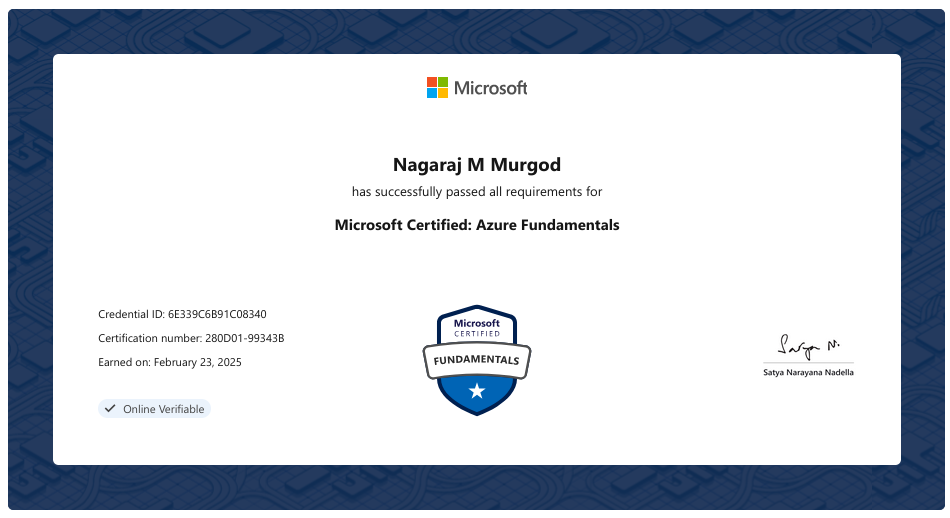 Microsoft
Nagaraj M Murgod
has successfully passed all requirements for
Microsoft Certified: Azure Fundamentals
Credential ID: 6E339C6B91C08340
Certification number: 280D01-99343B
Earned on: February 23, 2025
Online Verifiable
Microsoft
CERTIFIED
FUNDAMENTALS
Satya N.
Satya Narayana Nadella